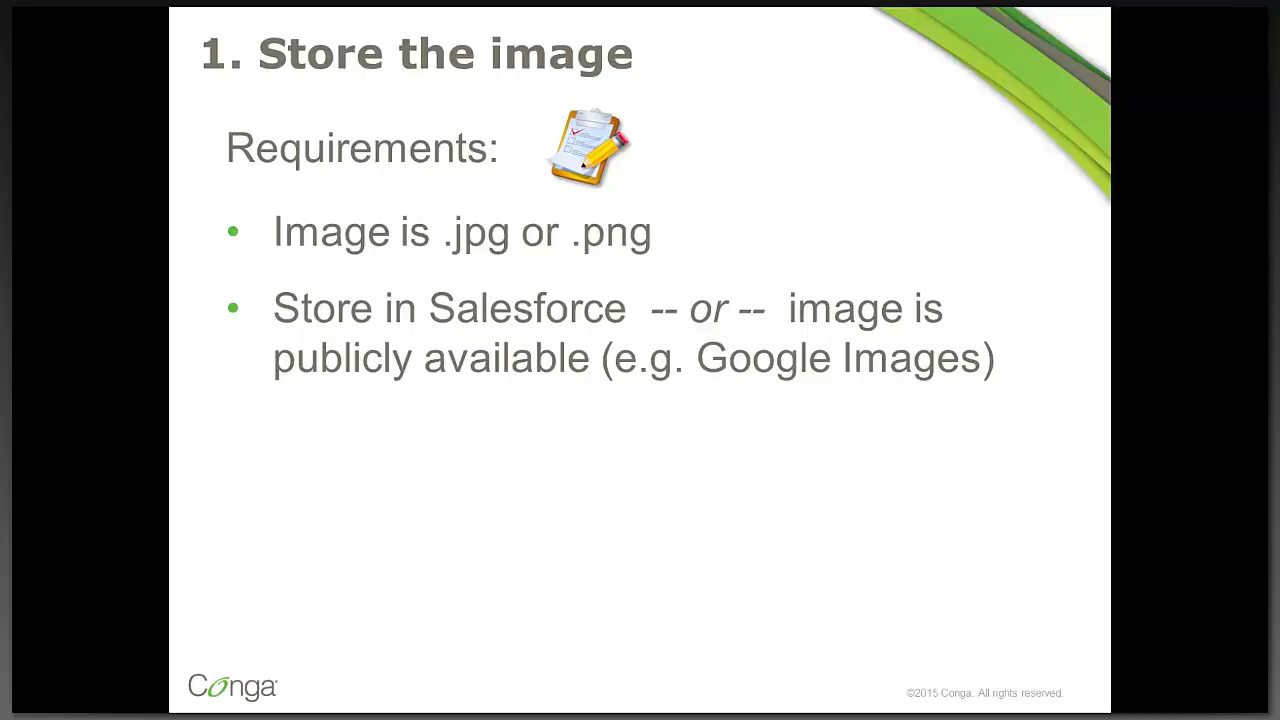 1. Store the image
Requirements:
• Image is .jpg or .png
• Store in Salesforce -- or -- image is
publicly available (e.g. Google Images)
Conga
©2015 Conga. All rights reserved.